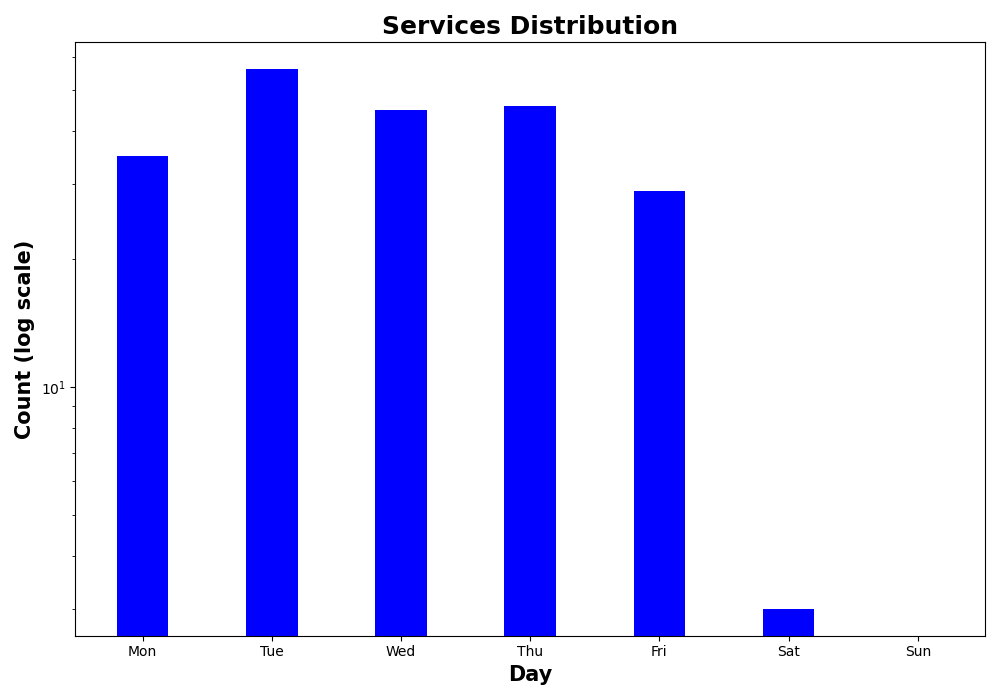 Services Distribution
Count (log scale)
10¹
Mon Tue Wed Thu Fri Sat Sun
Day